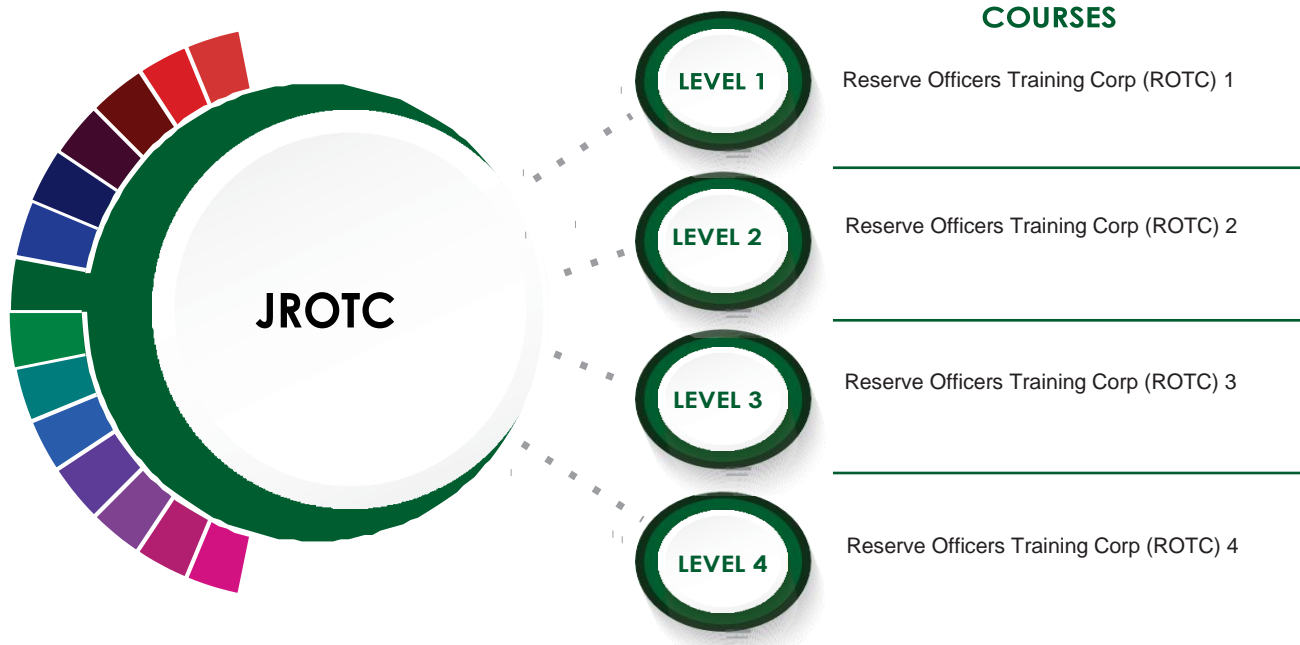 COURSES
LEVEL 1
Reserve Officers Training Corp (ROTC) 1
LEVEL 2
Reserve Officers Training Corp (ROTC) 2
JROTC
LEVEL 3
Reserve Officers Training Corp (ROTC) 3
LEVEL 4
Reserve Officers Training Corp (ROTC) 4